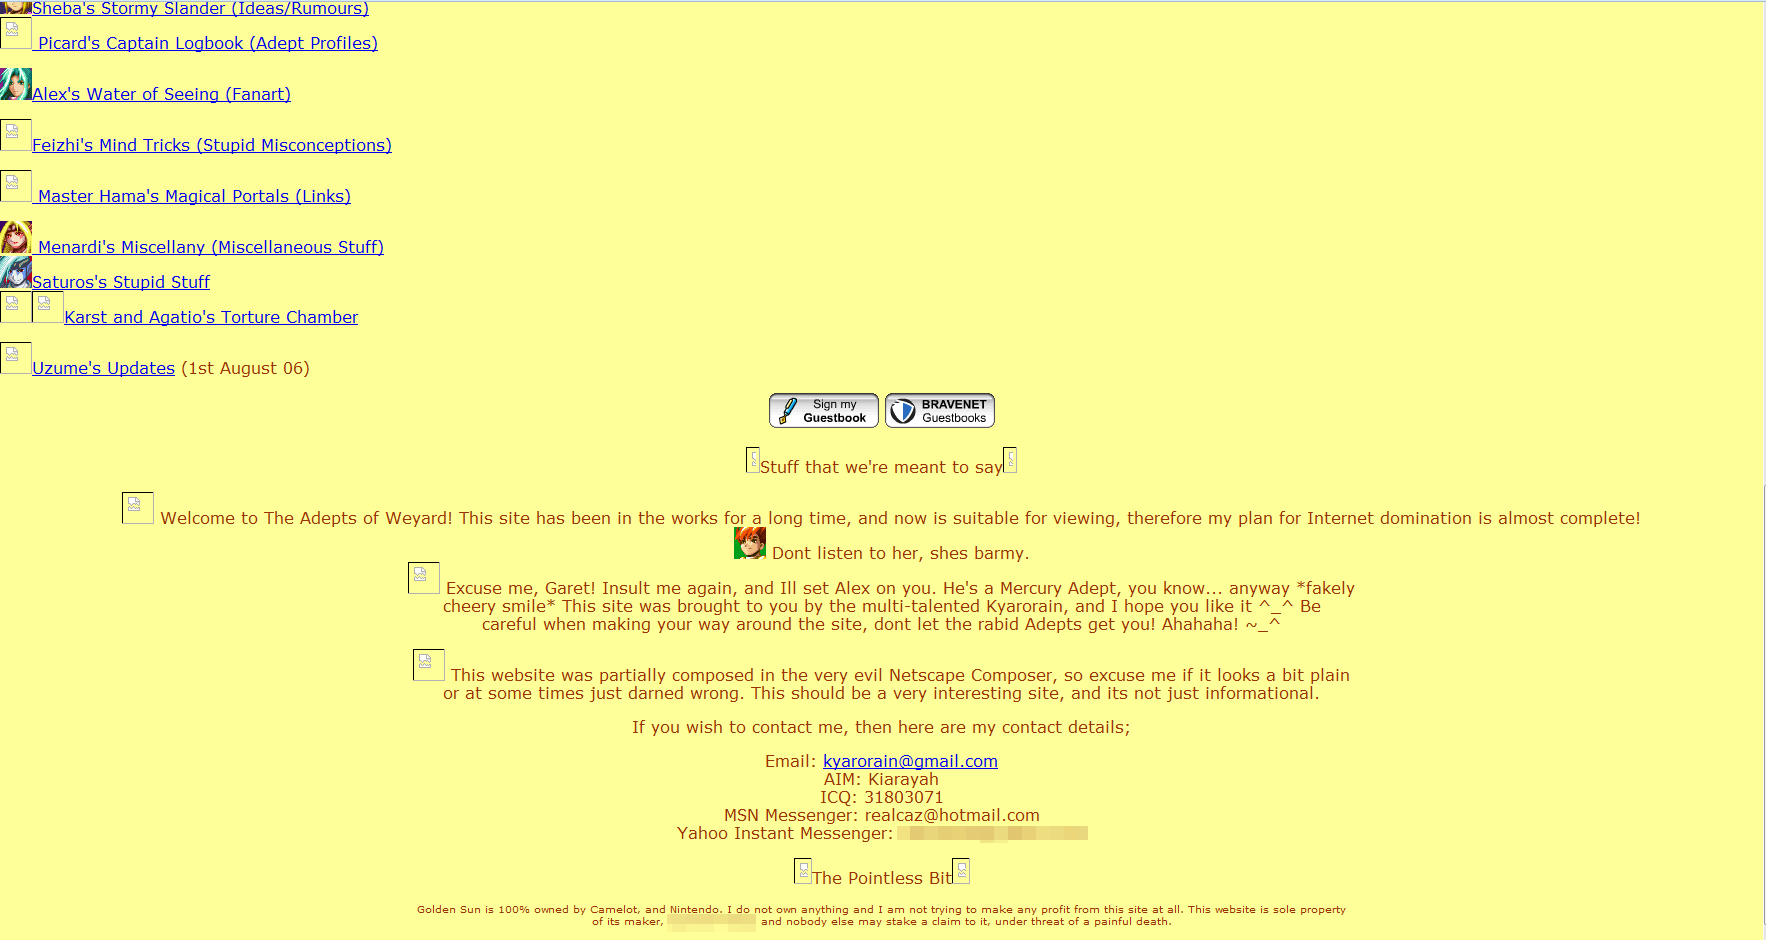 Sheba's Stormy Slander (Ideas/Rumours)
Picard's Captain Logbook (Adept Profiles)
Alex's Water of Seeing (Fanart)
Feizhi's Mind Tricks (Stupid Misconceptions)
Master Hama's Magical Portals (Links)
Menardi's Miscellany (Miscellaneous Stuff)
Saturos's Stupid Stuff
Karst and Agatio's Torture Chamber
Uzume's Updates (1st August 06)
Sign my
Guestbook
BRAVENET
Guestbooks
Stuff that we're meant to say
Welcome to The Adepts of Weyard! This site has been in the works for a long time, and now is suitable for viewing, therefore my plan for Internet domination is almost complete!
Dont listen to her, shes barmy.
Excuse me, Garet! Insult me again, and Ill set Alex on you. He's a Mercury Adept, you know... anyway *fakely
cheery smile* This site was brought to you by the multi-talented Kyarorain, and I hope you like it ^_^ Be
careful when making your way around the site, dont let the rabid Adepts get you! Ahahaha! ~_^
This website was partially composed in the very evil Netscape Composer, so excuse me if it looks a bit plain
or at some times just darned wrong. This should be a very interesting site, and its not just informational.
If you wish to contact me, then here are my contact details;
Email: kyarorain@gmail.com
AIM: Kiarayah
ICQ: 31803071
MSN Messenger: realcaz@hotmail.com
Yahoo Instant Messenger:
The Pointless Bit
Golden Sun is 100% owned by Camelot, and Nintendo. I do not own anything and I am not trying to make any profit from this site at all. This website is sole property
of its maker, and nobody else may stake a claim to it, under threat of a painful death.